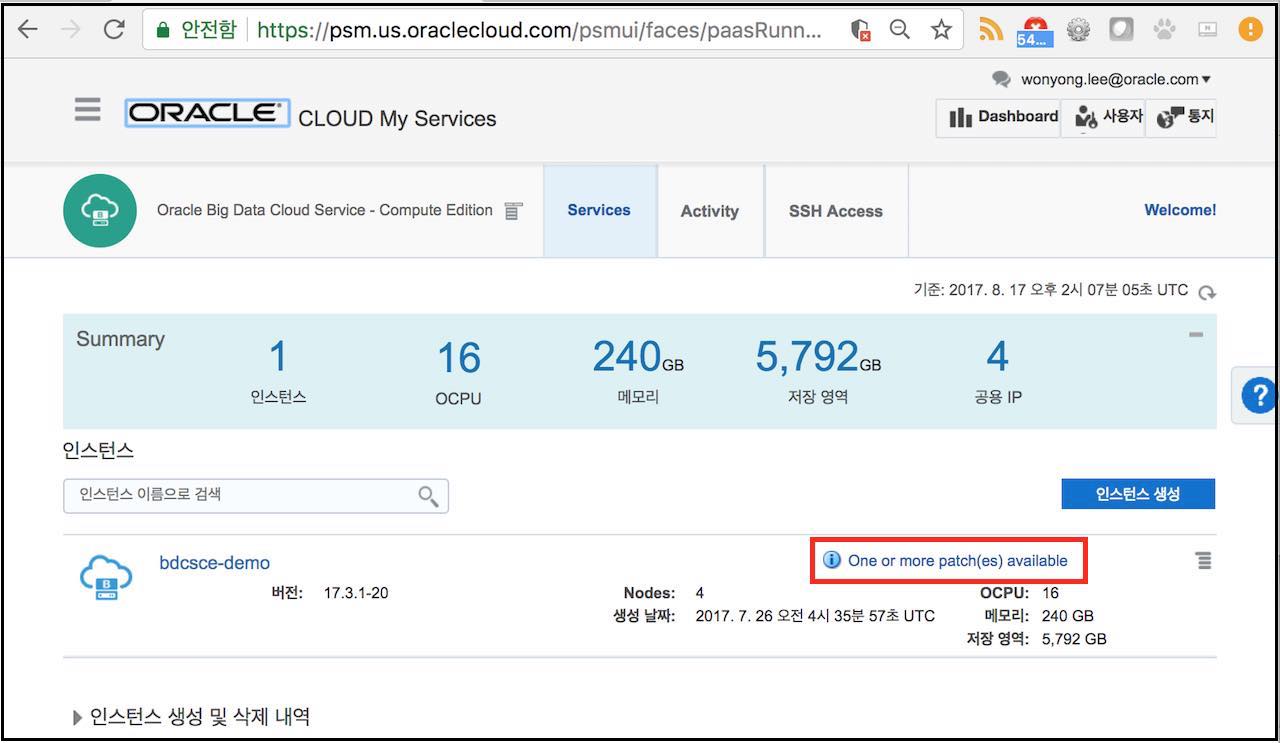 안전함 https://psm.us.oraclecloud.com/psmui/faces/paasRunn...
54...
wonyong.lee@oracle.com
ORACLE CLOUD My Services
Dashboard 사용자 통지
Oracle Big Data Cloud Service - Compute Edition
Services Activity SSH Access Welcome!
기준: 2017. 8. 17 오후 2시 07분 05초 UTC
Summary
1 16 240GB 5,792GB 4
인스턴스 OCPU 메모리 저장 영역 공용 IP
?
인스턴스
인스턴스 이름으로 검색
인스턴스 생성
B bdcsce-demo
One or more patch(es) available
버전: 17.3.1-20 Nodes: 4 OCPU: 16
생성 날짜: 2017. 7. 26 오전 4시 35분 57초 UTC 메모리: 240 GB
저장 영역: 5,792 GB
인스턴스 생성 및 삭제 내역